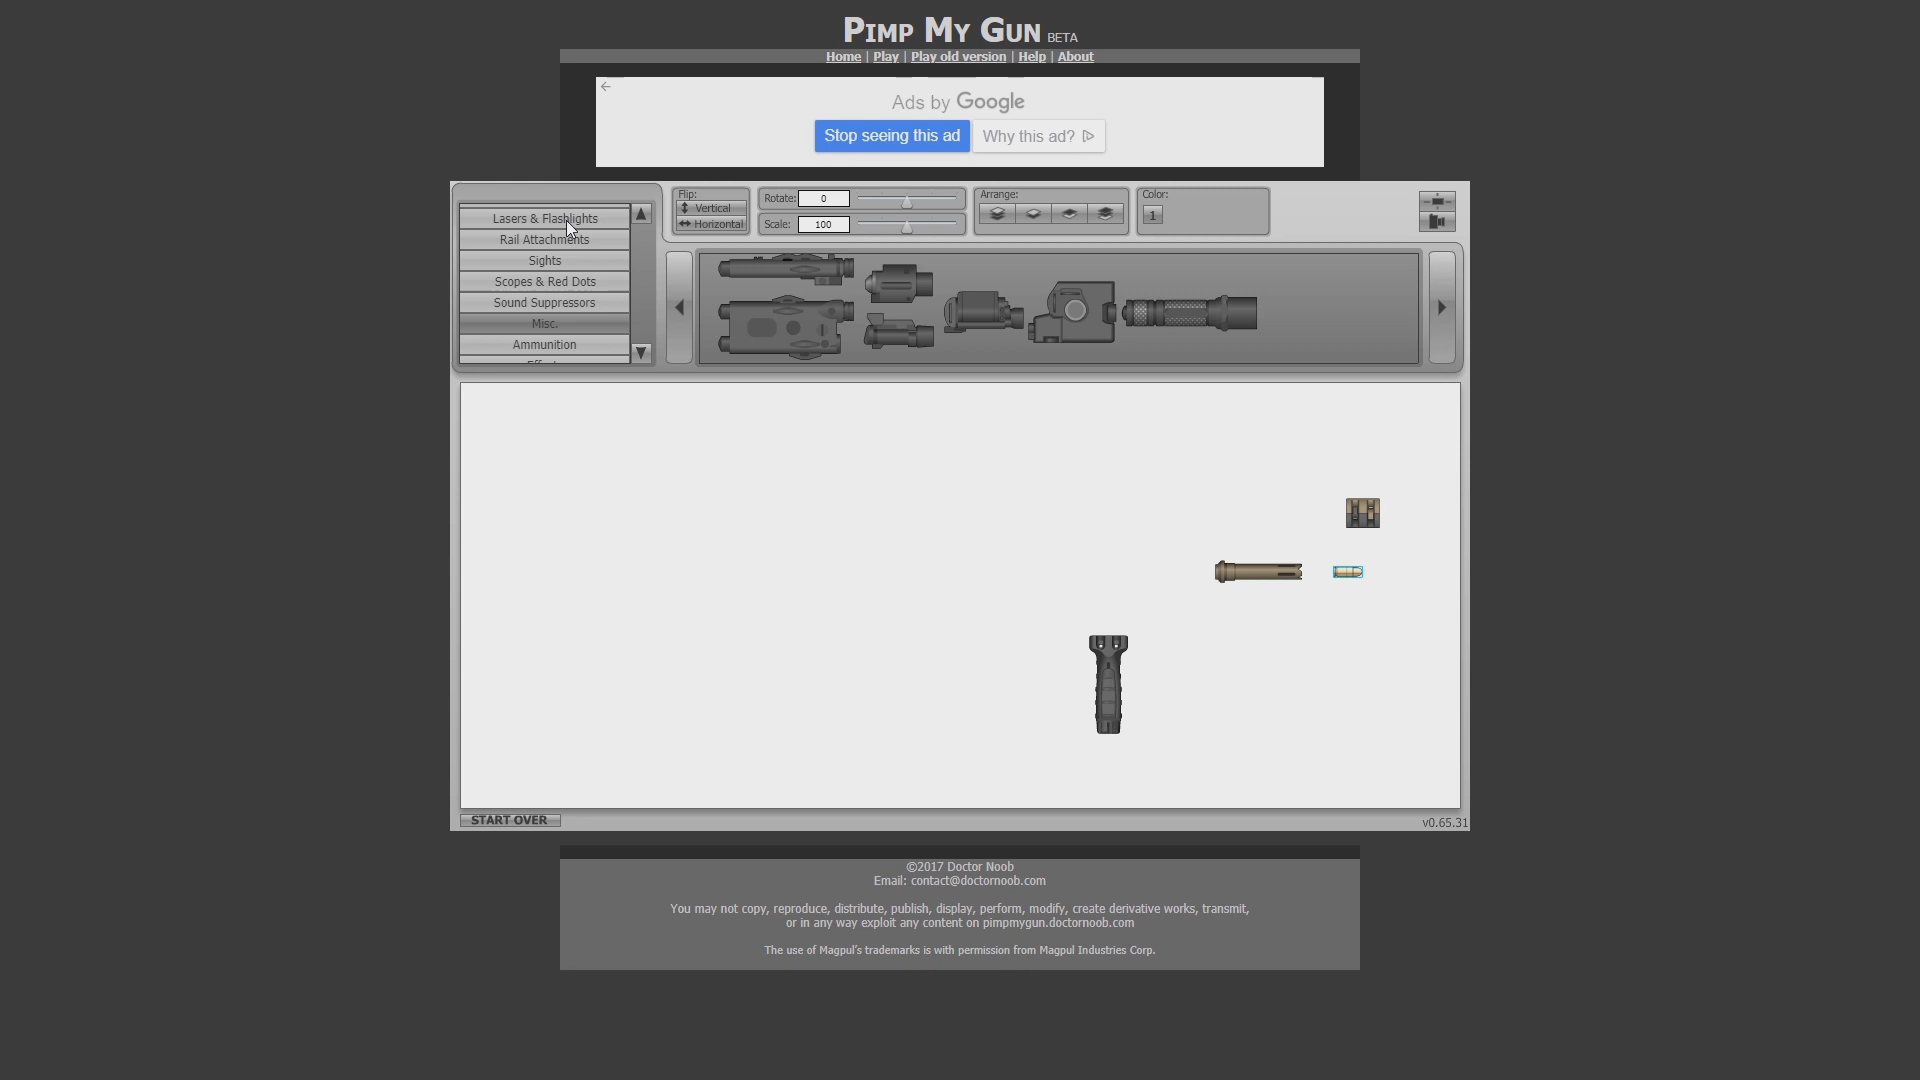 Pimp My Gun BETA
Home | Play | Play old version | Help | About
Ads by Google
Stop seeing this ad
Why this ad?
Flip:
Vertical
Horizontal
Rotate: 0
Scale: 100
Arrange:
Color:
1
Lasers & Flashlights
Rail Attachments
Sights
Scopes & Red Dots
Sound Suppressors
Misc.
Ammunition
START OVER
v0.65.31
©2017 Doctor Noob
Email: contact@doctornoob.com
You may not copy, reproduce, distribute, publish, display, perform, modify, create derivative works, transmit,
or in any way exploit any content on pimpmygun.doctornoob.com
The use of Magpul's trademarks is with permission from Magpul Industries Corp.